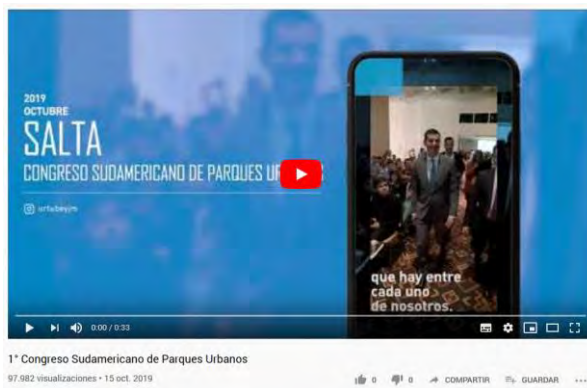 2019
OCTUBRE
SALTA
CONGRESO SUDAMERICANO DE PARQUES UR
urtubeyjm
que hay entre
cada uno
de nosotros.
0:00 / 0:33
1° Congreso Sudamericano de Parques Urbanos
97.982 visualizaciones • 15 oct. 2019
0
0
COMPARTIR
GUARDAR